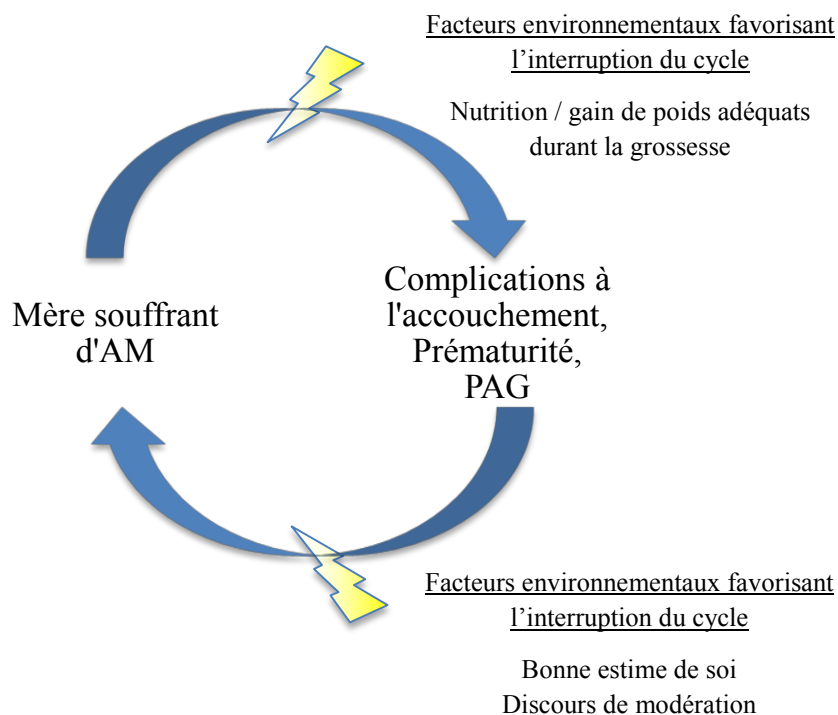 Facteurs environnementaux favorisant
l’interruption du cycle
Nutrition / gain de poids adéquats
durant la grossesse
Mère souffrant
d'AM
Complications à
l'accouchement,
Prématurité,
PAG
Facteurs environnementaux favorisant
l’interruption du cycle
Bonne estime de soi
Discours de modération